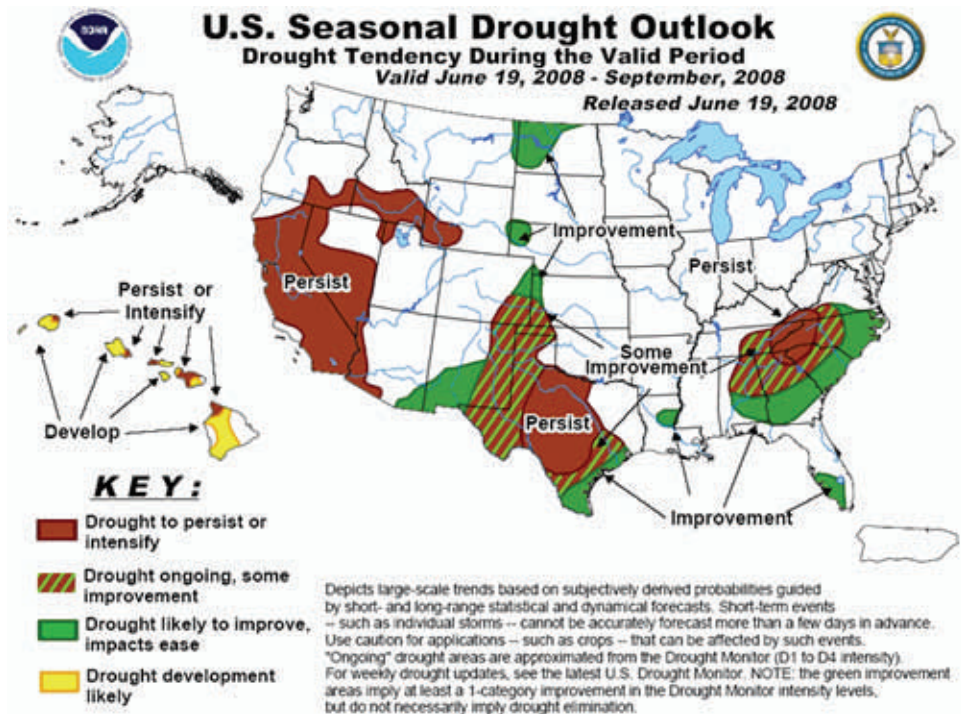 U.S. Seasonal Drought Outlook
Drought Tendency During the Valid Period
Valid June 19, 2008 - September, 2008
Released June 19, 2008
NOAA
Improvement
Persist
Persist
Persist or
Intensify
Some
Improvement
Persist
Develop
Improvement
KEY:
Drought to persist or
intensify
Drought ongoing, some
improvement
Drought likely to improve,
impacts ease
Drought development
likely
Depicts large-scale trends based on subjectively derived probabilities guided
by short- and long-range statistical and dynamical forecasts. Short-term events
-- such as individual storms -- cannot be accurately forecast more than a few days in advance.
Use caution for applications -- such as crops -- that can be affected by such events.
"Ongoing" drought areas are approximated from the Drought Monitor (D1 to D4 intensity).
For weekly drought updates, see the latest U.S. Drought Monitor. NOTE: the green improvement
areas imply at least a 1-category improvement in the Drought Monitor intensity levels,
but do not necessarily imply drought elimination.